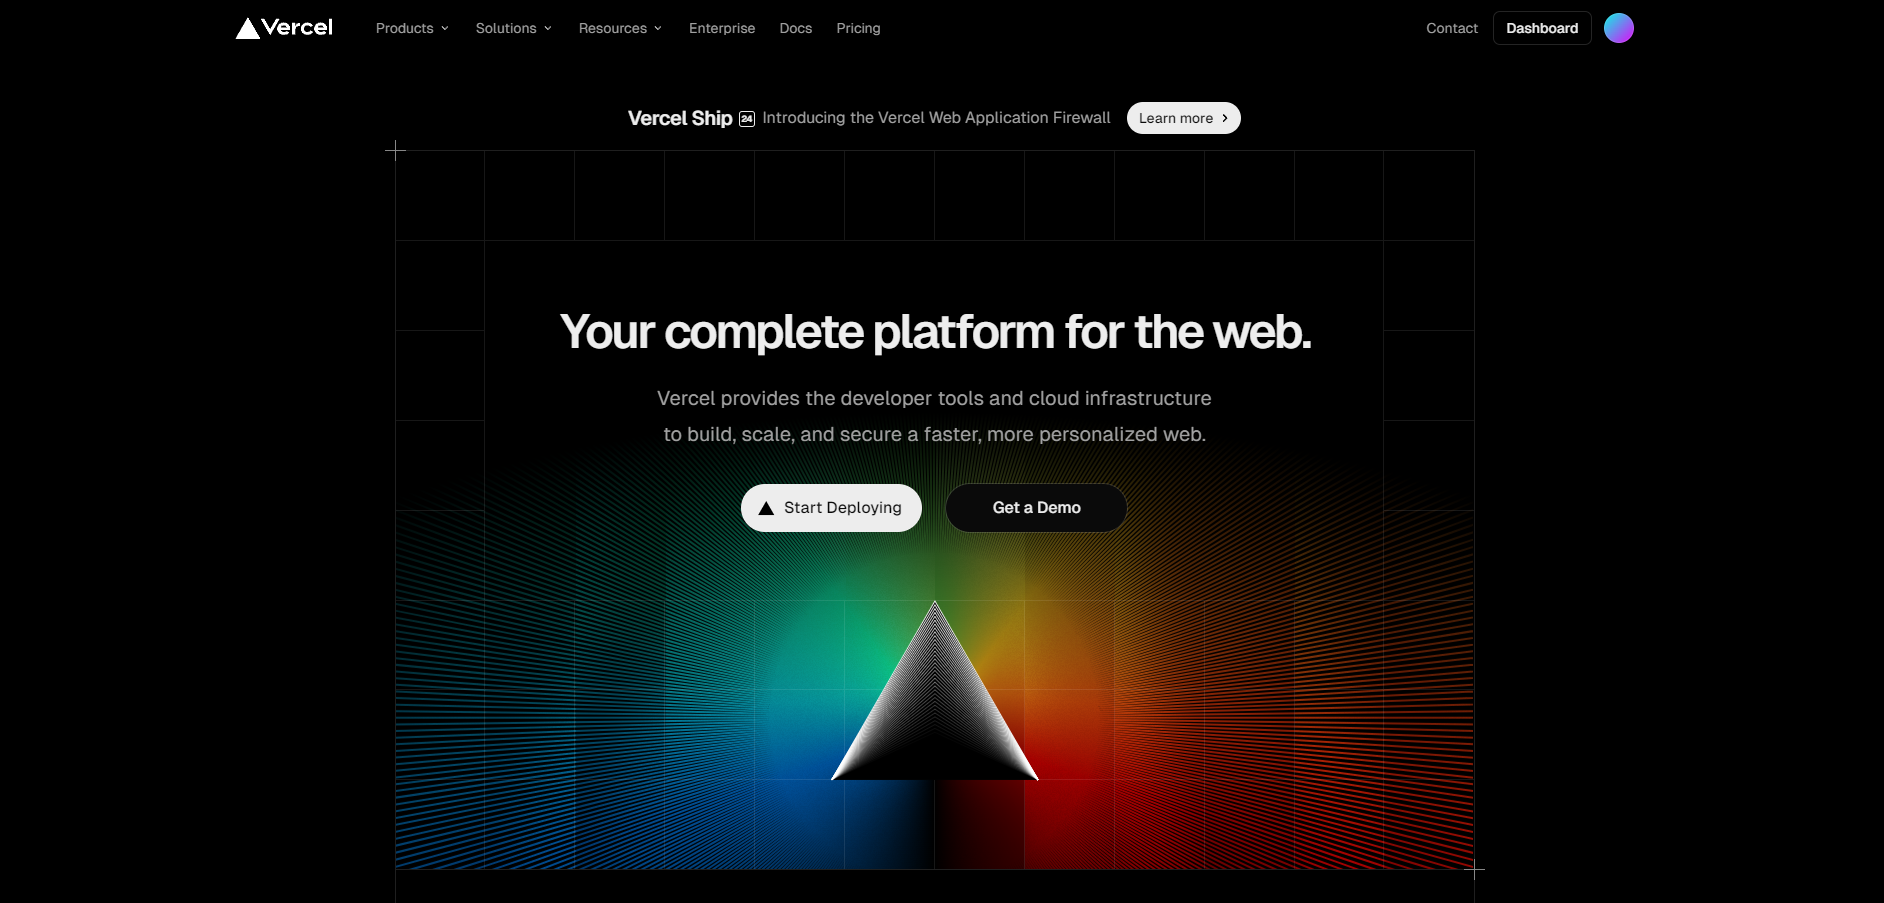 Vercel
Products
Solutions
Resources
Enterprise
Docs
Pricing
Contact
Dashboard
Vercel Ship 24 Introducing the Vercel Web Application Firewall
Learn more
Your complete platform for the web.
Vercel provides the developer tools and cloud infrastructure
to build, scale, and secure a faster, more personalized web.
Start Deploying
Get a Demo